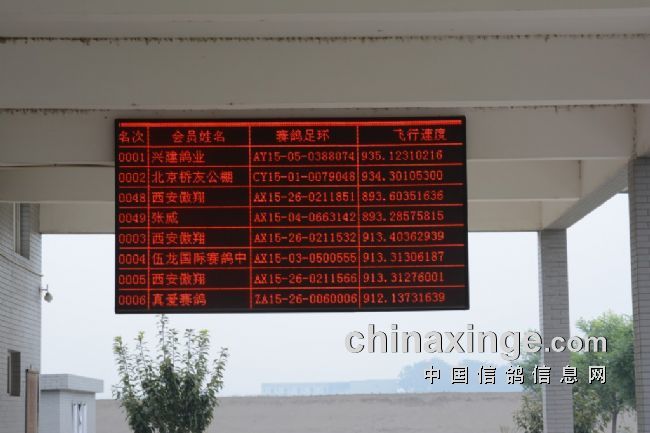 名次 会员姓名 赛鸽足环 飞行速度
0001 兴建鸽业 AY15-05-0388074 935.12310216
0002 北京侨友公棚 CY15-01-0079048 934.30105300
0048 西安傲翔 AX15-26-0211851 893.60351636
0049 张威 AX15-04-0663142 893.28575815
0003 西安傲翔 AX15-26-0211532 913.40362939
0004 伍龙国际赛鸽中 AX15-03-0500555 913.31306187
0005 西安傲翔 AX15-26-0211566 913.31276001
0006 真爱赛鸽 ZA15-26-0060006 912.13731639
chinaxinge.com
中国信鸽信息网